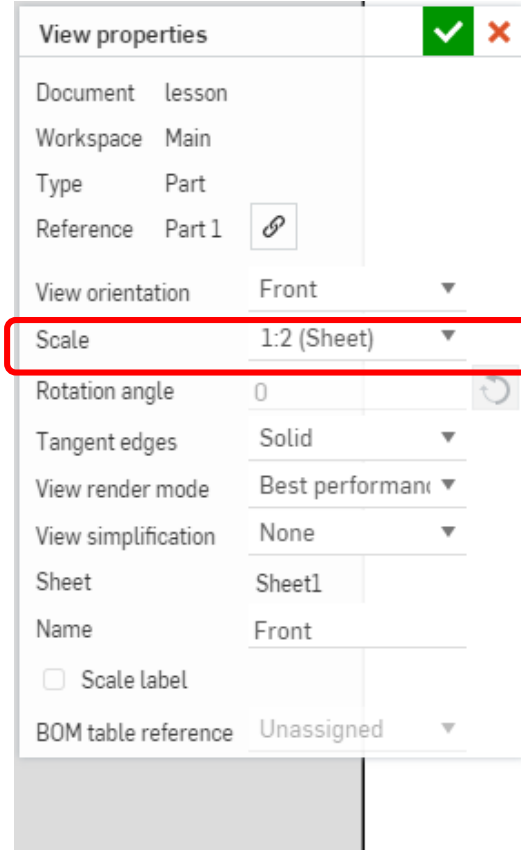 View properties
Document lesson
Workspace Main
Type Part
Reference Part 1
View orientation Front
Scale 1:2 (Sheet)
Rotation angle 0
Tangent edges Solid
View render mode Best performanc
View simplification None
Sheet Sheet1
Name Front
Scale label
BOM table reference Unassigned